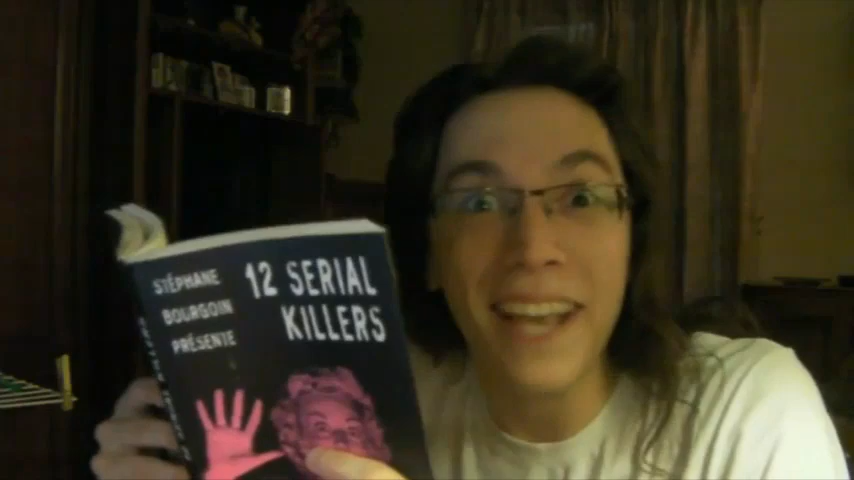 STÉPHANE
BOURGOIN
PRÉSENTE
12 SERIAL
KILLERS